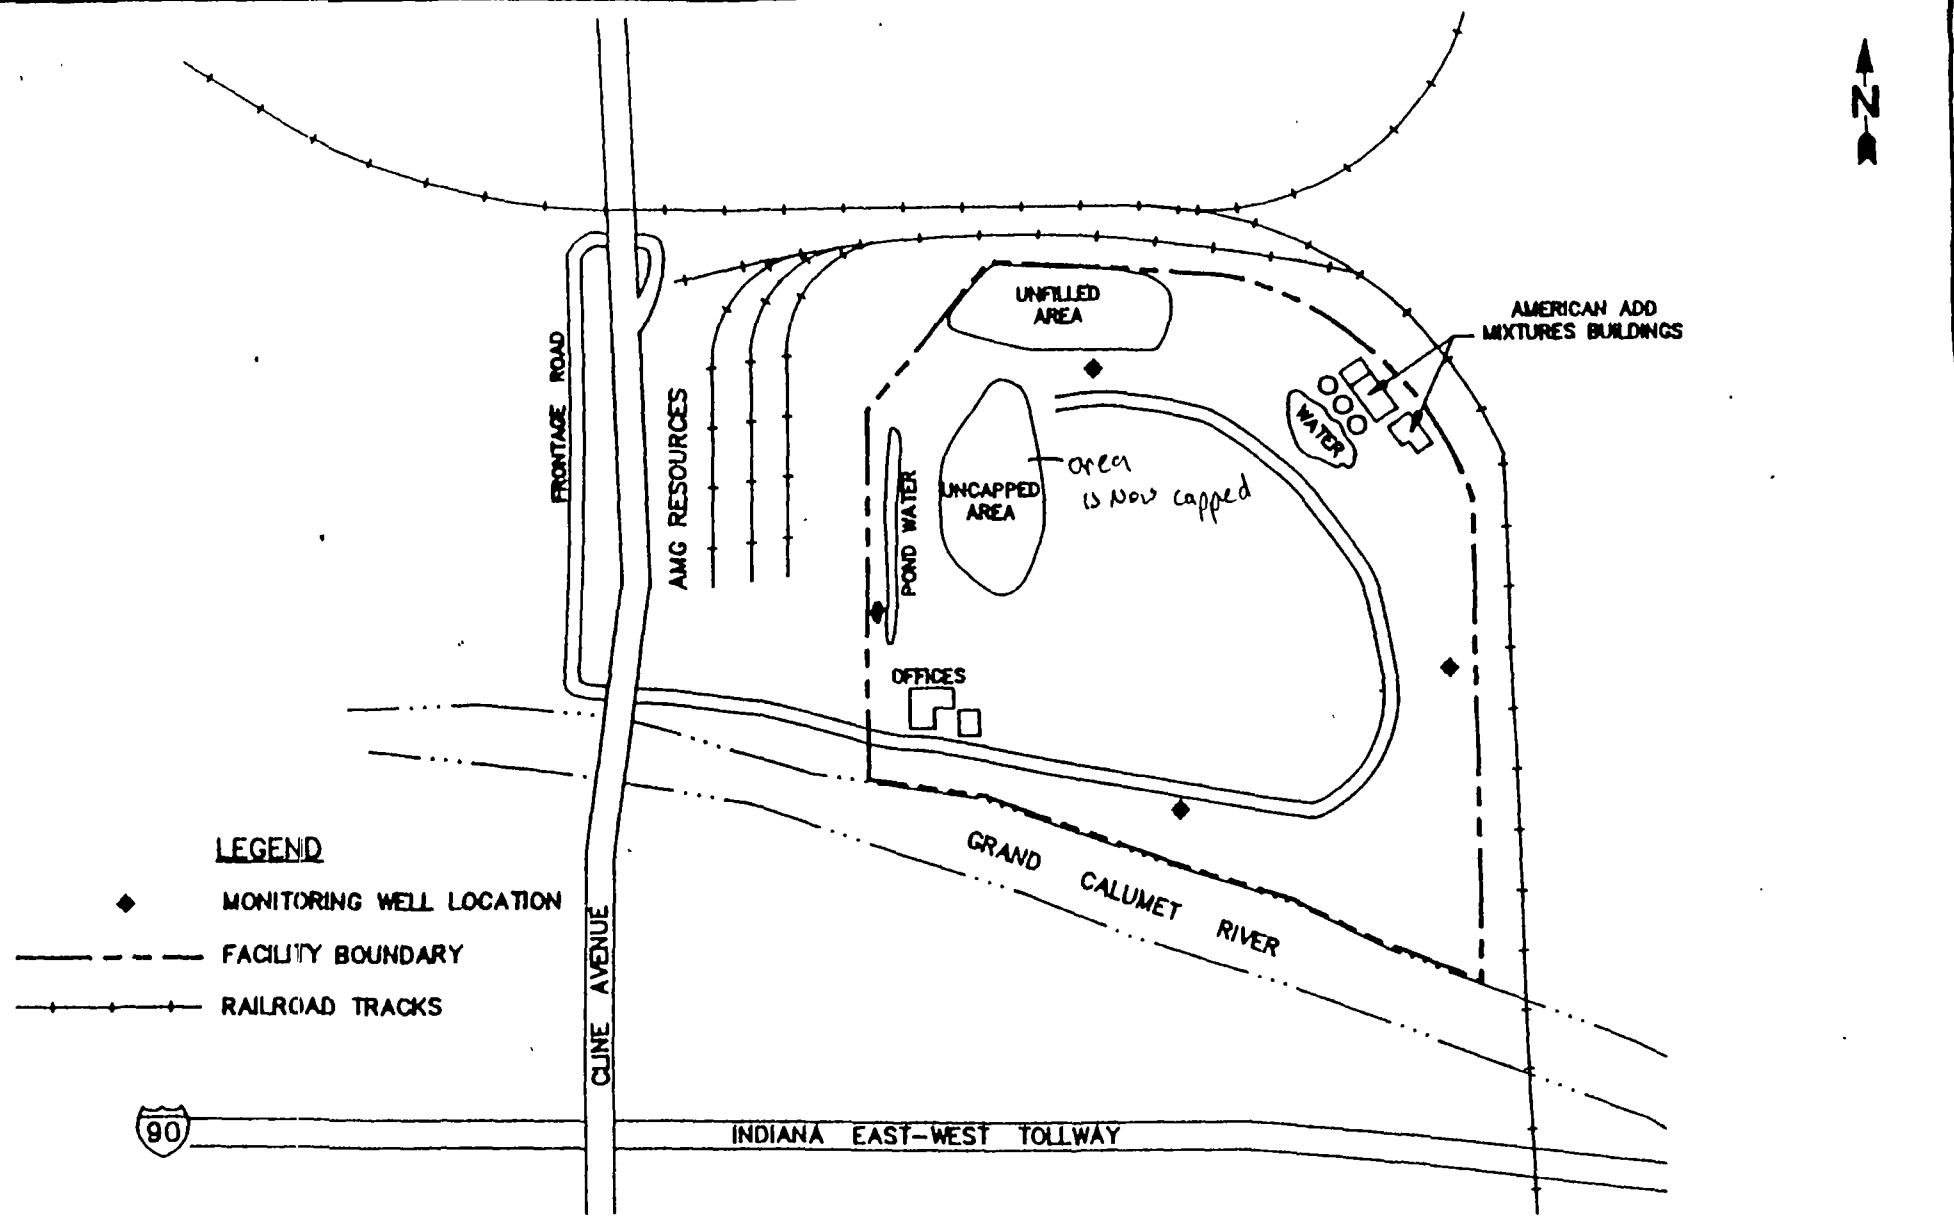 N
UNFILLED
AREA
AMERICAN ADD
MIXTURES BUILDINGS
FRONTAGE ROAD
AMG RESOURCES
POND WATER
WATER
UNCAPPED
AREA
area
is Now capped
OFFICES
GRAND CALUMET RIVER
LEGEND
MONITORING WELL LOCATION
FACILITY BOUNDARY
RAILROAD TRACKS
CLINE AVENUE
90
INDIANA EAST-WEST TOLLWAY